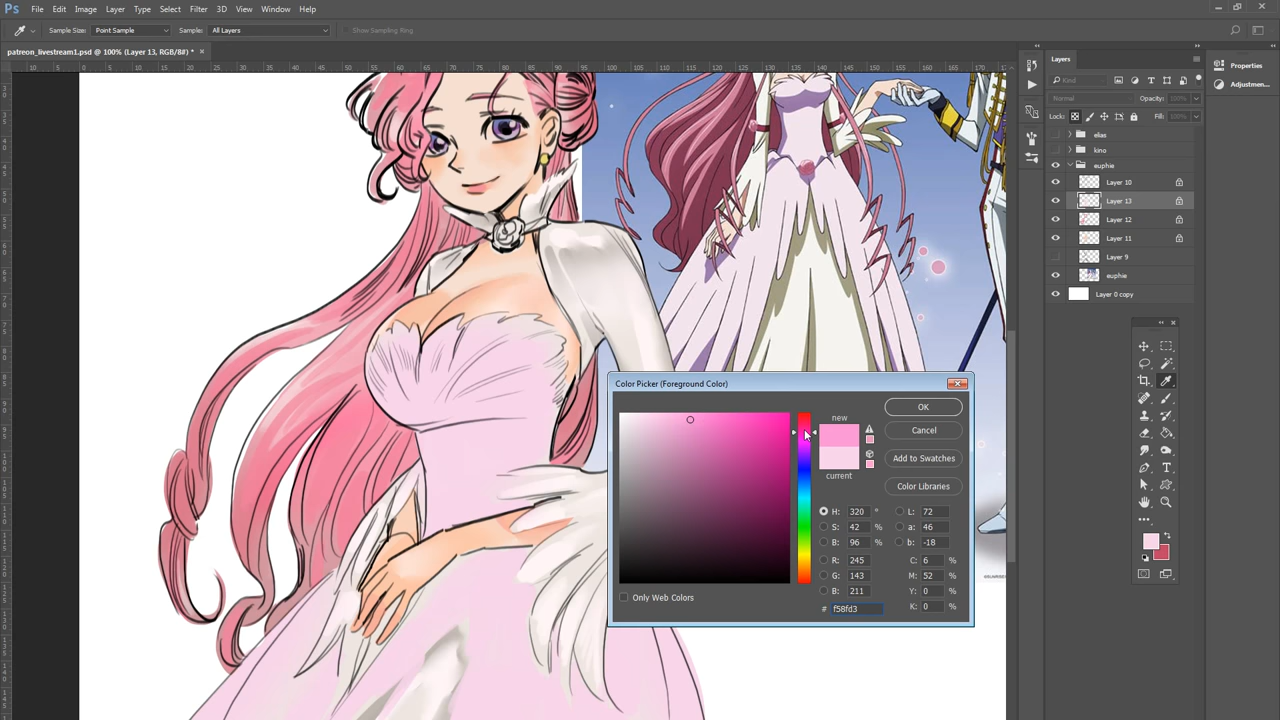 Ps File Edit Image Layer Type Select Filter 3D View Window Help
Sample Size: Point Sample Sample: All Layers Show Sampling Ring
patreon_livestream1.psd @ 100% (Layer 13, RGB/8#) * ×
Layers
Properties
Adjustmen...
Kind
Normal Opacity: 100%
Lock: Fill: 100%
elias
kino
euphie
Layer 10
Layer 13
Layer 12
Layer 11
Layer 9
euphie
Layer 0 copy
Color Picker (Foreground Color)
new
current
OK
Cancel
Add to Swatches
Color Libraries
H: 320 ° L: 72
S: 42 % a: 46
B: 96 % b: -18
R: 245 C: 6 %
G: 143 M: 52 %
B: 211 Y: 0 %
# f58fd3 K: 0 %
Only Web Colors